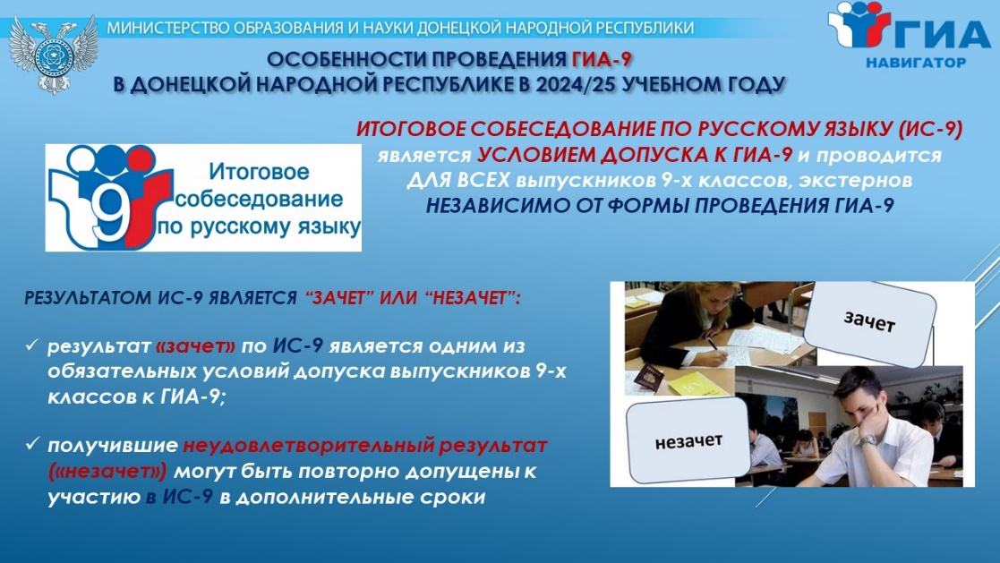 МИНИСТЕРСТВО ОБРАЗОВАНИЯ И НАУКИ ДОНЕЦКОЙ НАРОДНОЙ РЕСПУБЛИКИ
ГИА
НАВИГАТОР
ОСОБЕННОСТИ ПРОВЕДЕНИЯ ГИА-9
В ДОНЕЦКОЙ НАРОДНОЙ РЕСПУБЛИКЕ В 2024/25 УЧЕБНОМ ГОДУ
ИТОГОВОЕ СОБЕСЕДОВАНИЕ ПО РУССКОМУ ЯЗЫКУ (ИС-9)
является УСЛОВИЕМ ДОПУСКА К ГИА-9 и проводится
ДЛЯ ВСЕХ выпускников 9-х классов, экстернов
НЕЗАВИСИМО ОТ ФОРМЫ ПРОВЕДЕНИЯ ГИА-9
9
Итоговое
собеседование
по русскому языку
РЕЗУЛЬТАТОМ ИС-9 ЯВЛЯЕТСЯ “ЗАЧЕТ” ИЛИ “НЕЗАЧЕТ”:
✓ результат «зачет» по ИС-9 является одним из
обязательных условий допуска выпускников 9-х
классов к ГИА-9;
✓ получившие неудовлетворительный результат
(«незачет») могут быть повторно допущены к
участию в ИС-9 в дополнительные сроки
зачет
незачет